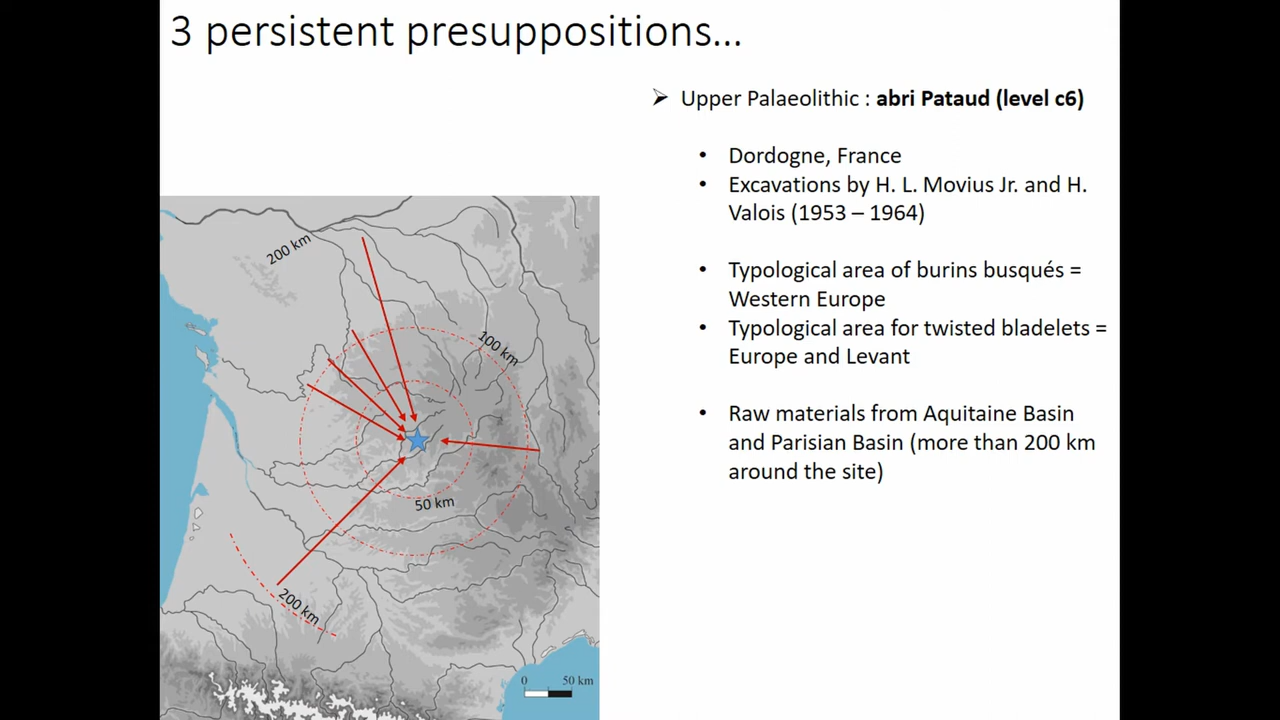 3 persistent presuppositions...
➢ Upper Palaeolithic : abri Pataud (level c6)
• Dordogne, France
• Excavations by H. L. Movius Jr. and H.
Valois (1953 – 1964)
• Typological area of burins busqués =
Western Europe
• Typological area for twisted bladelets =
Europe and Levant
• Raw materials from Aquitaine Basin
and Parisian Basin (more than 200 km
around the site)
200 km
100 km
50 km
200 km
0 50 km